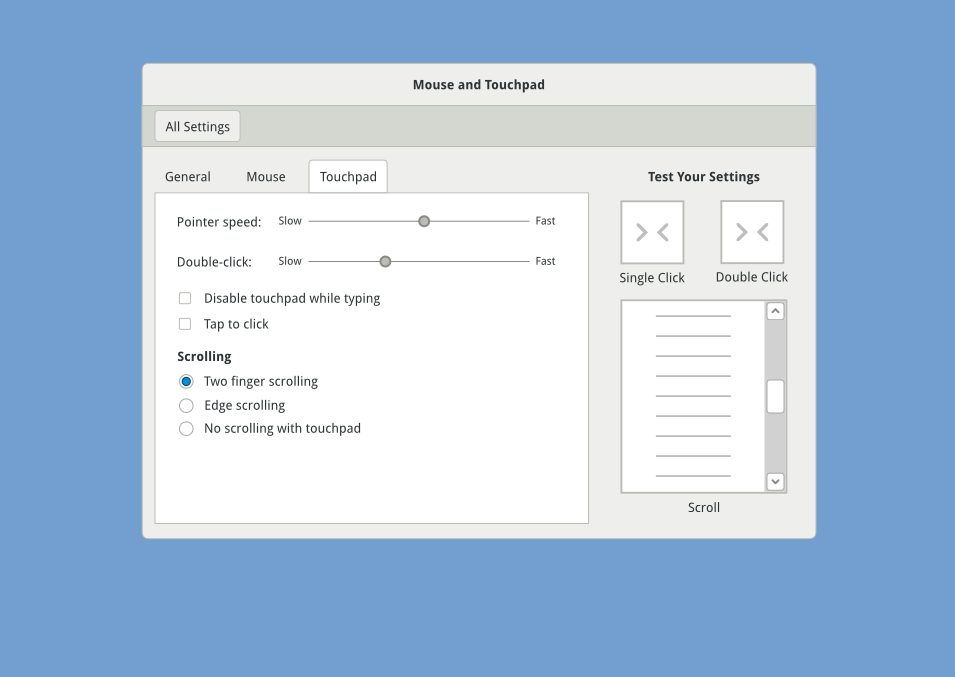 Mouse and Touchpad
All Settings
General Mouse Touchpad
Pointer speed: Slow Fast
Double-click: Slow Fast
Disable touchpad while typing
Tap to click
Scrolling
Two finger scrolling
Edge scrolling
No scrolling with touchpad
Test Your Settings
Single Click Double Click
Scroll